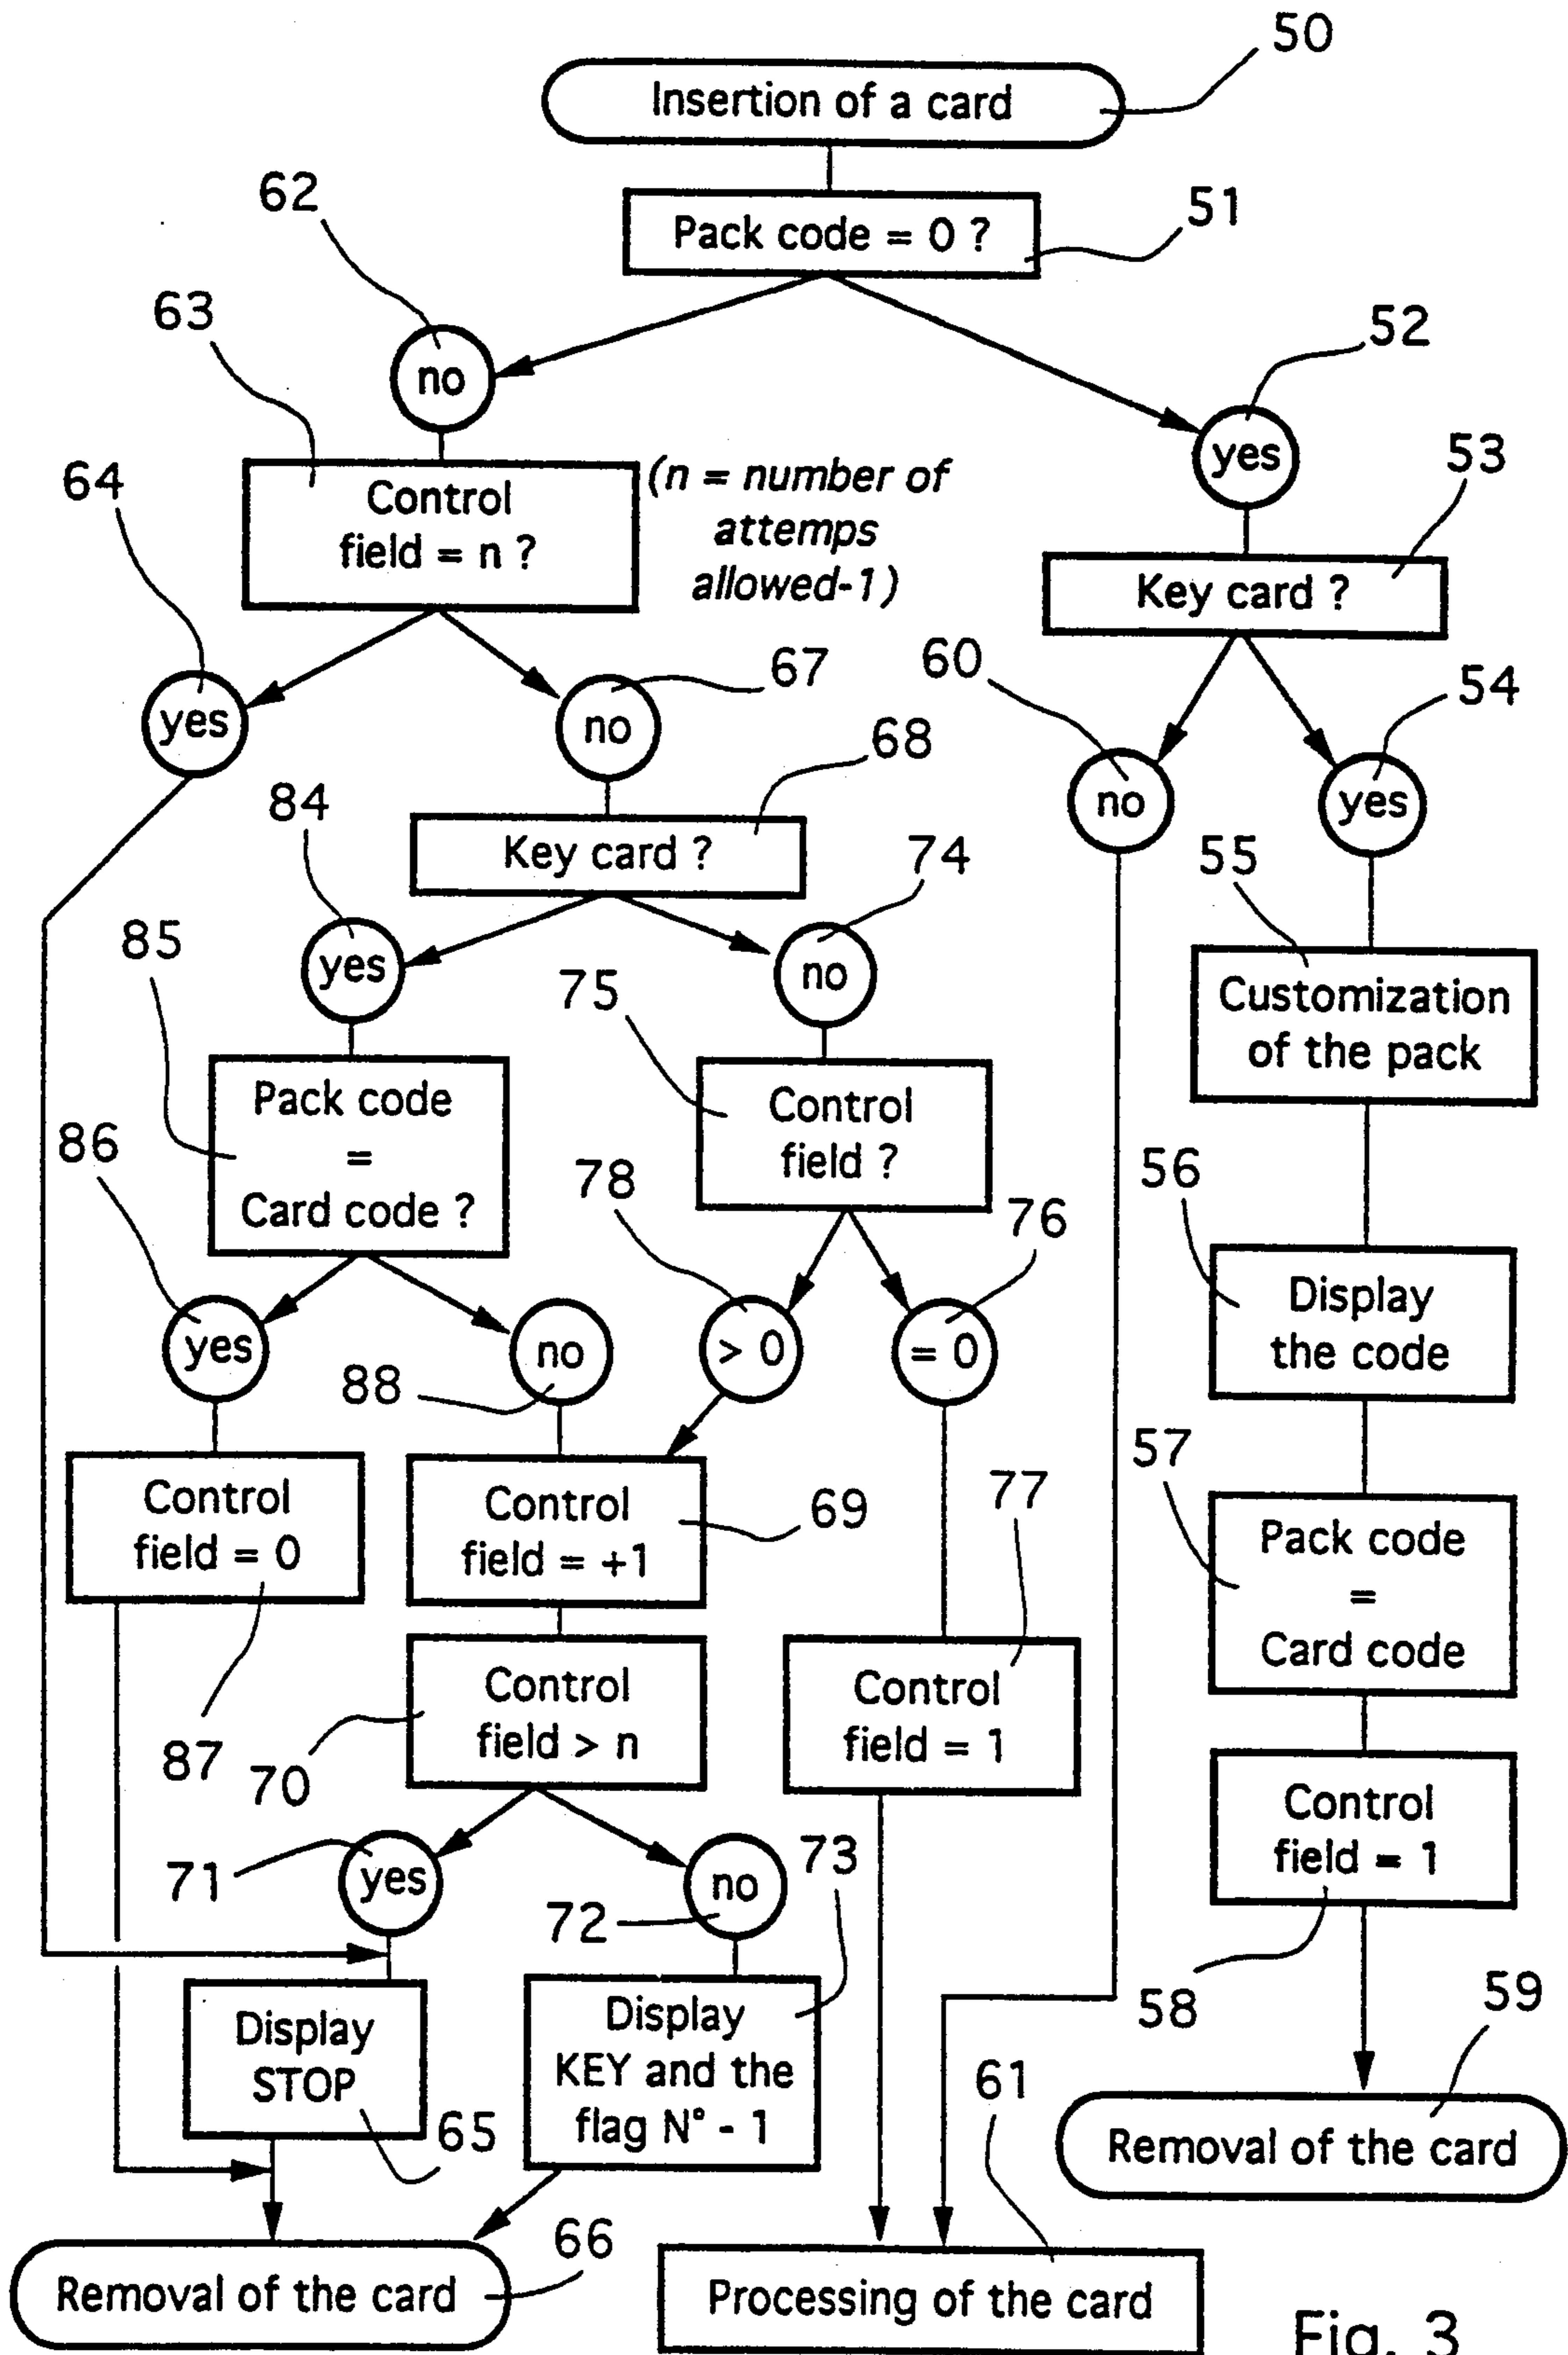 50
Insertion of a card
62
51
Pack code = 0 ?
63
52
no
64
yes
53
Control
field = n ?
(n = number of
attemps
allowed-1)
Key card ?
67
60
54
yes
no
68
no
yes
84
Key card ?
74
55
85
yes
no
75
Customization
of the pack
Pack code
=
Card code ?
Control
field ?
86
78
76
56
yes
no
> 0
= 0
Display
the code
88
57
Control
field = 0
Control
field = +1
69
77
Pack code
=
Card code
87
70
Control
field > n
Control
field = 1
Control
field = 1
71
yes
no
73
72
58
59
Display
STOP
Display
KEY and the
flag N° - 1
61
65
Removal of the card
66
Removal of the card
Processing of the card
Fig. 3